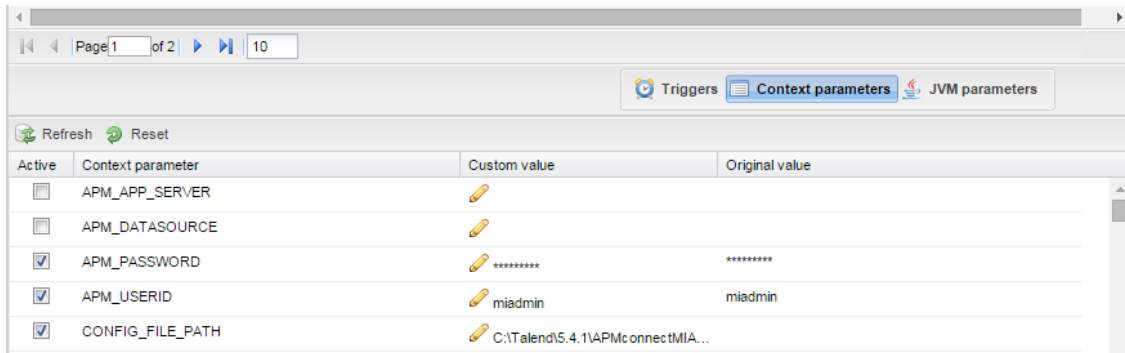 Page 1 of 2 10
Triggers Context parameters JVM parameters
Refresh Reset
Active Context parameter Custom value Original value
APM_APP_SERVER
APM_DATASOURCE
APM_PASSWORD ********* *********
APM_USERID miadmin miadmin
CONFIG_FILE_PATH C:\Talend\5.4.1\APMconnectMIA...